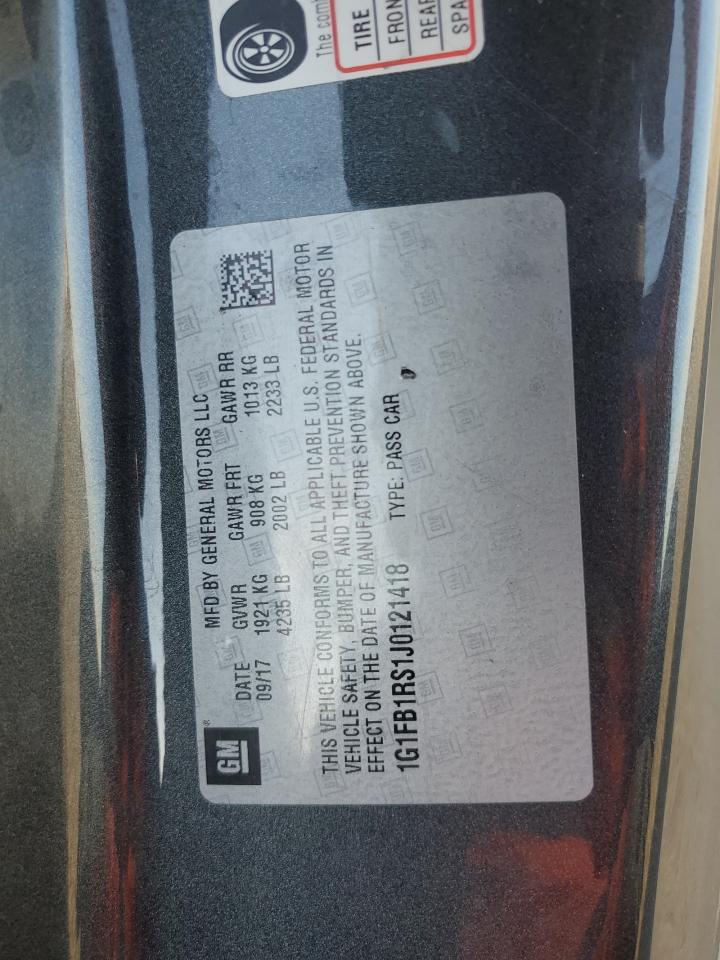 The comb
TIRE
FRON
REAR
SPA
GM®
MFD BY GENERAL MOTORS LLC
DATE GVWR GAWR FRT GAWR RR
09/17 1921 KG 908 KG 1013 KG
4235 LB 2002 LB 2233 LB
THIS VEHICLE CONFORMS TO ALL APPLICABLE U.S. FEDERAL MOTOR
VEHICLE SAFETY, BUMPER, AND THEFT PREVENTION STANDARDS IN
EFFECT ON THE DATE OF MANUFACTURE SHOWN ABOVE.
1G1FB1RS1J0121418 TYPE: PASS CAR